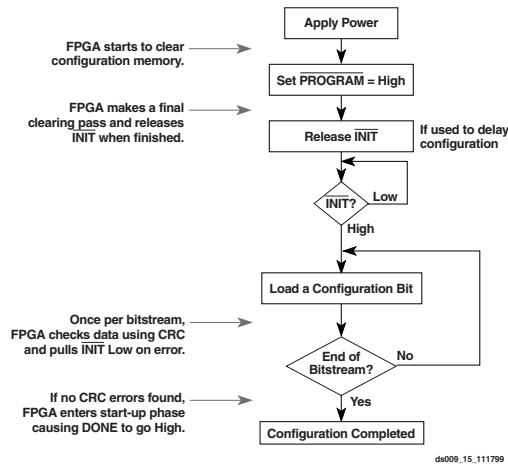 Apply Power
FPGA starts to clear
configuration memory.
Set PROGRAM = High
FPGA makes a final
clearing pass and releases
INIT when finished.
Release INIT
If used to delay
configuration
INIT?
Low
High
Load a Configuration Bit
Once per bitstream,
FPGA checks data using CRC
and pulls INIT Low on error.
End of
Bitstream?
No
Yes
If no CRC errors found,
FPGA enters start-up phase
causing DONE to go High.
Configuration Completed
ds009_15_111799